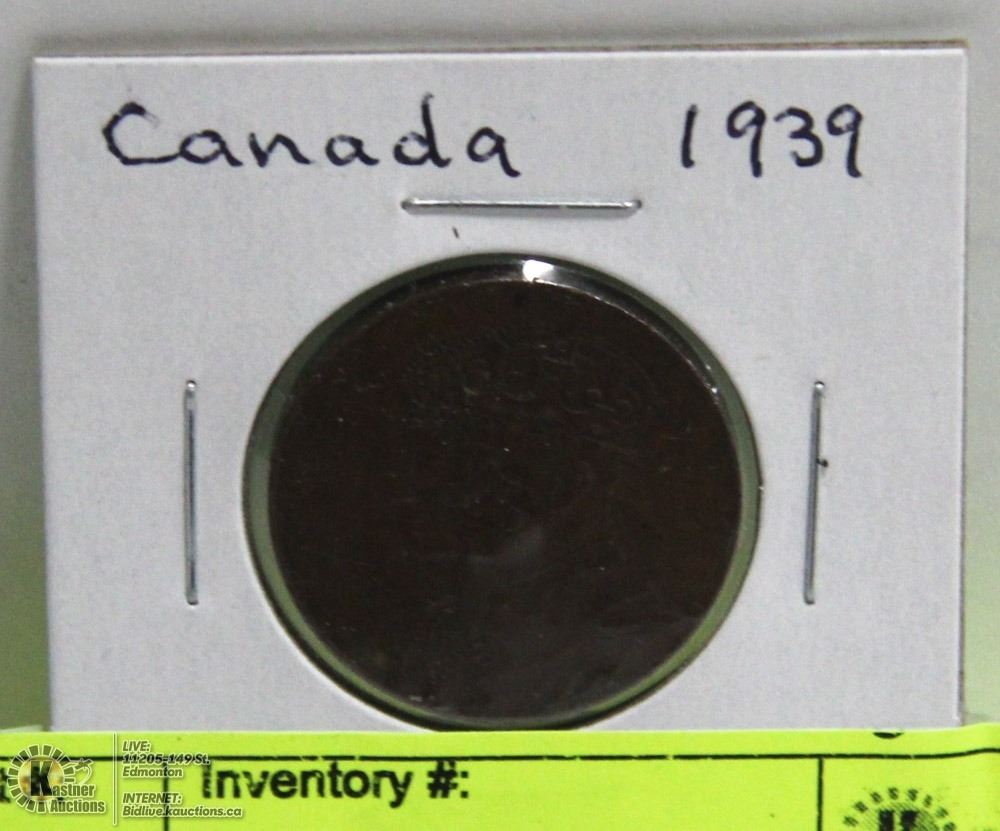 Canada 1939
Inventory #:
Kastner
Auctions
LIVE:
11205-149 St.
Edmonton
INTERNET:
Bidlive.kauctions.ca